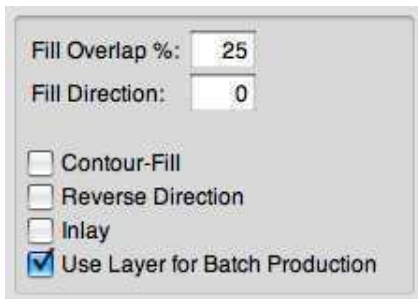 Fill Overlap %: 25
Fill Direction: 0
Contour-Fill
Reverse Direction
Inlay
Use Layer for Batch Production